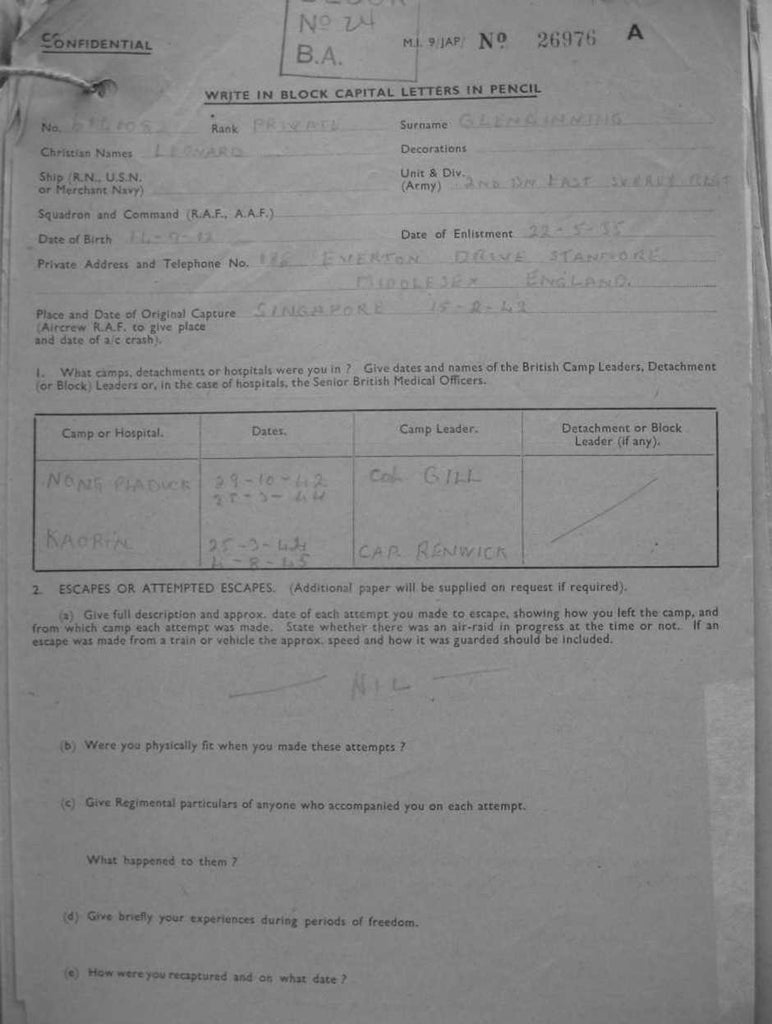 No 24
B.A.
CONFIDENTIAL
M.I. 9/JAP/ No 26976 A
WRITE IN BLOCK CAPITAL LETTERS IN PENCIL
No. Rank PRIVATE Surname GLENDINNING
Christian Names LEONARD Decorations
Ship (R.N., U.S.N. or Merchant Navy) Unit & Div. (Army) 2ND BN EAST SURREY REGT
Squadron and Command (R.A.F., A.A.F.)
Date of Birth Date of Enlistment 22-5-35
Private Address and Telephone No. EVERTON DRIVE STANMORE
MIDDLESEX ENGLAND.
Place and Date of Original Capture SINGAPORE 15-2-42
(Aircrew R.A.F. to give place
and date of a/c crash).
1. What camps, detachments or hospitals were you in ? Give dates and names of the British Camp Leaders, Detachment
(or Block) Leaders or, in the case of hospitals, the Senior British Medical Officers.
Camp or Hospital. Dates. Camp Leader. Detachment or Block Leader (if any).
NONG PLADUCK 29-10-42 COL GILL
25-3-44
KAORIN 25-3-44 CAP. RENWICK
-8-45
2. ESCAPES OR ATTEMPTED ESCAPES. (Additional paper will be supplied on request if required).
(a) Give full description and approx. date of each attempt you made to escape, showing how you left the camp, and
from which camp each attempt was made. State whether there was an air-raid in progress at the time or not. If an
escape was made from a train or vehicle the approx. speed and how it was guarded should be included.
— NIL —
(b) Were you physically fit when you made these attempts ?
(c) Give Regimental particulars of anyone who accompanied you on each attempt.
What happened to them ?
(d) Give briefly your experiences during periods of freedom.
(e) How were you recaptured and on what date ?